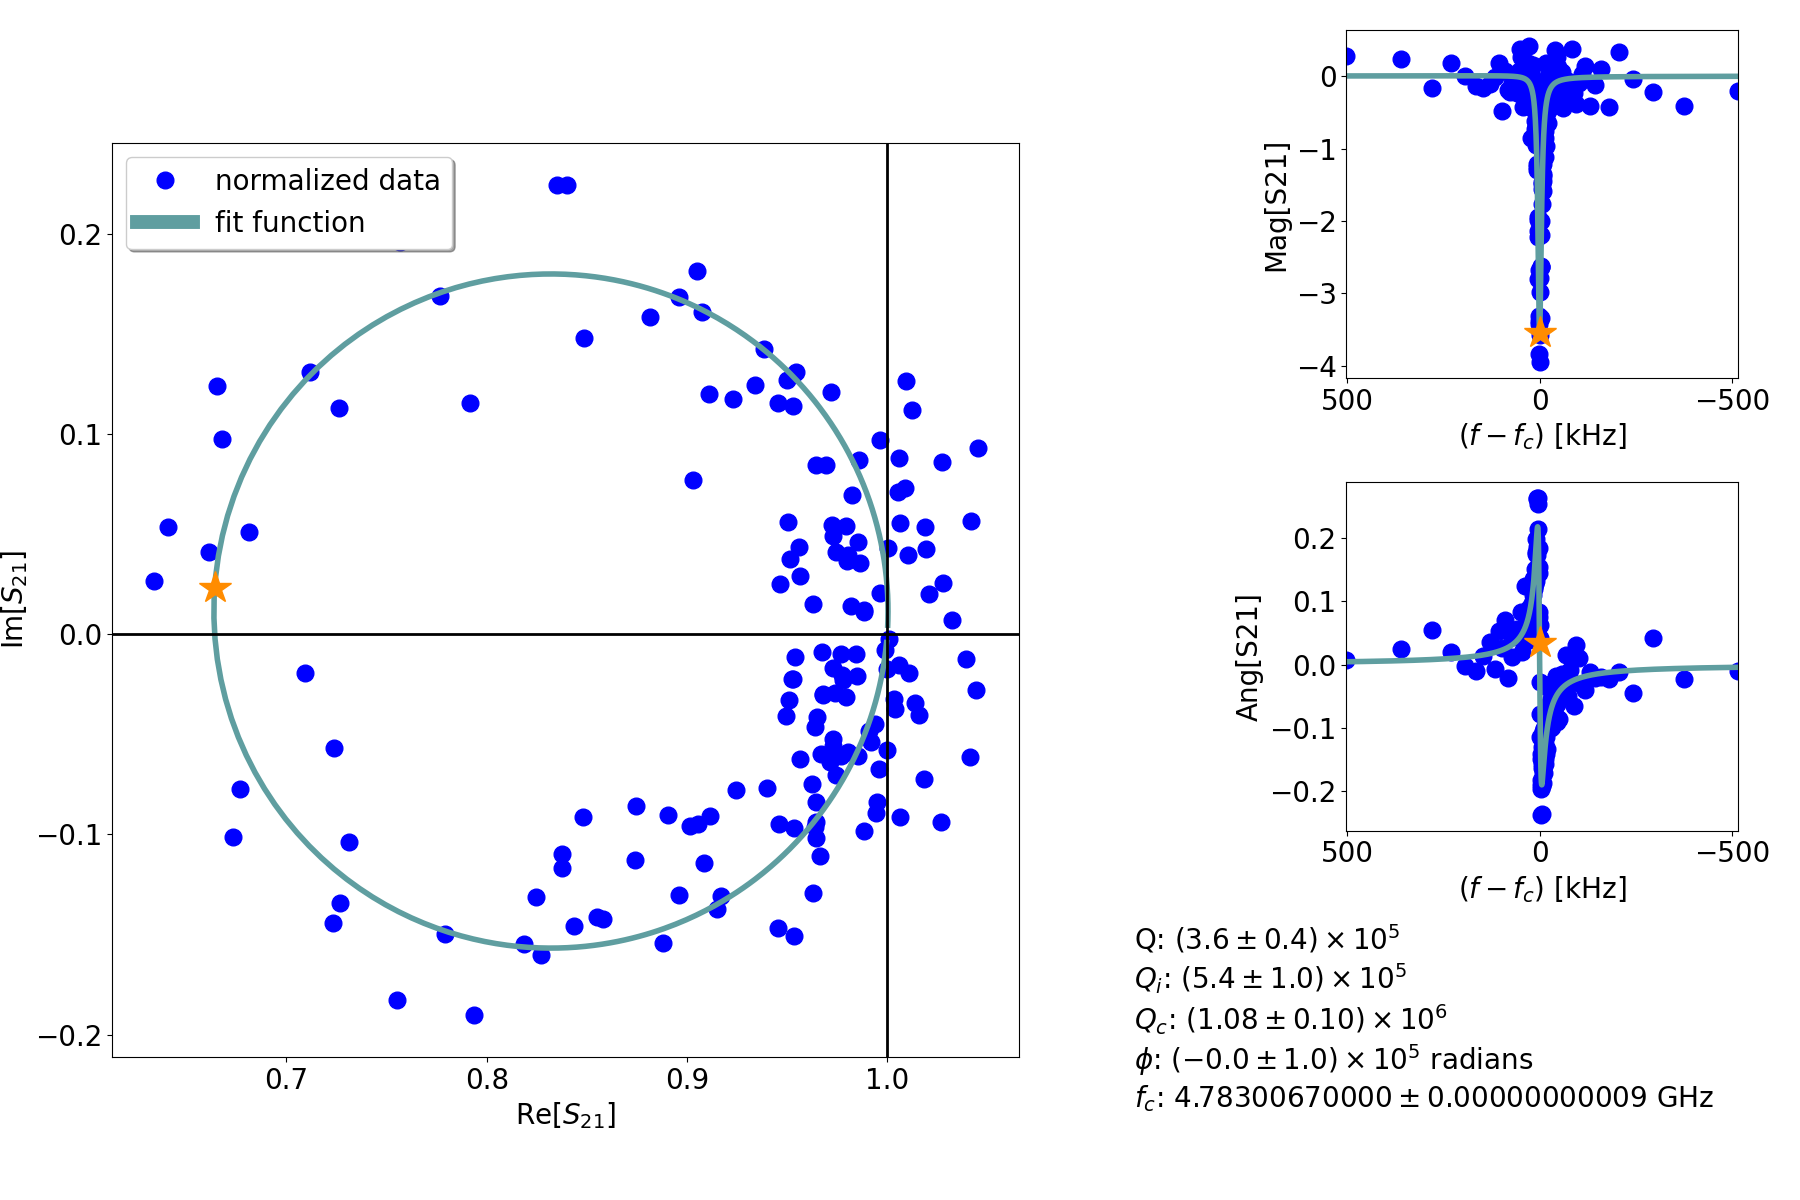 normalized data
fit function
0.2
0.1
0.0
−0.1
−0.2
Im[S21]
0.7
0.8
0.9
1.0
Re[S21]
0
−1
−2
−3
−4
Mag[S21]
500
0
−500
(f − fc) [kHz]
0.2
0.1
0.0
−0.1
−0.2
Ang[S21]
500
0
−500
(f − fc) [kHz]
Q: (3.6 ± 0.4) × 10^5
Qi: (5.4 ± 1.0) × 10^5
Qc: (1.08 ± 0.10) × 10^6
ϕ: (−0.0 ± 1.0) × 10^5 radians
fc: 4.78300670000 ± 0.00000000009 GHz